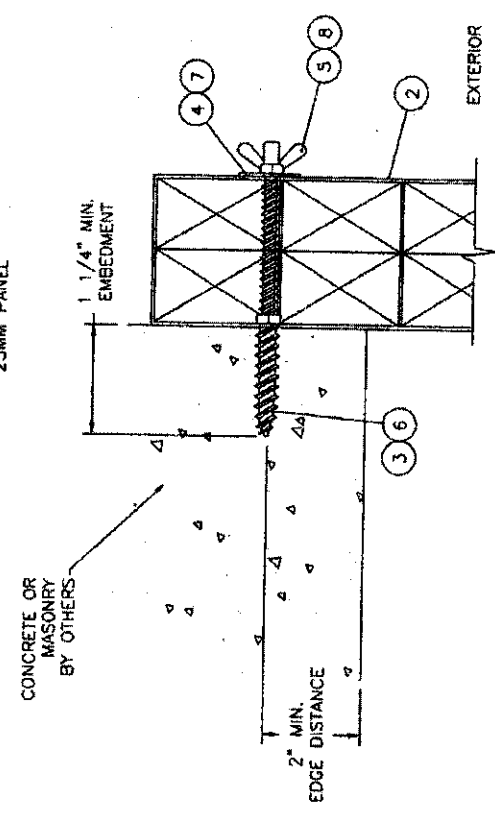 25MM PANEL
CONCRETE OR
MASONRY
BY OTHERS
1 1/4" MIN.
EMBEDMENT
4 7
5 8
2
EXTERIOR
3 6
2" MIN.
EDGE DISTANCE